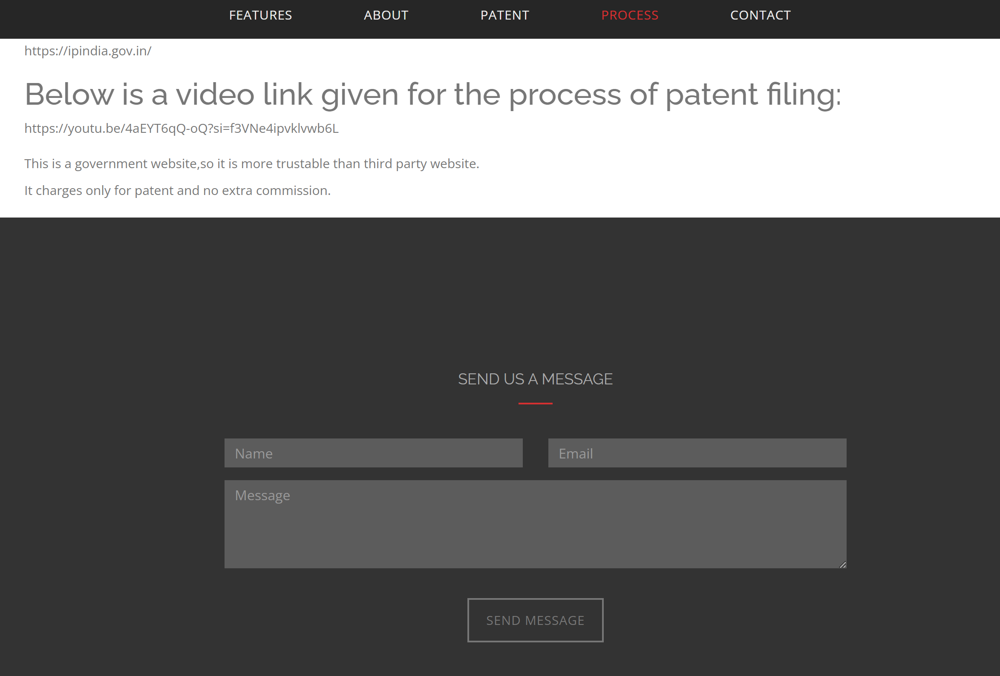 FEATURES ABOUT PATENT PROCESS CONTACT
https://ipindia.gov.in/
Below is a video link given for the process of patent filing:
https://youtu.be/4aEYT6qQ-oQ?si=f3VNe4ipvklvwb6L
This is a government website,so it is more trustable than third party website.
It charges only for patent and no extra commission.
SEND US A MESSAGE
Name Email
Message
SEND MESSAGE